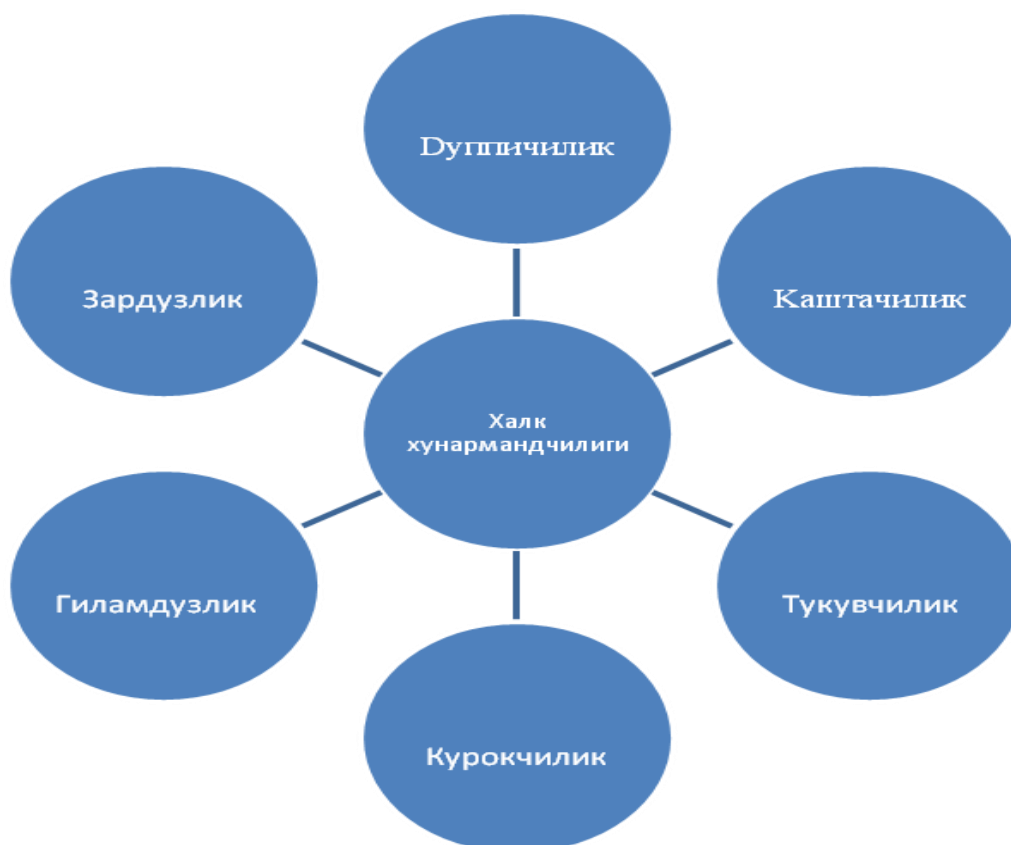 Дуппичилик
Зардузлик
Каштачилик
Халк
хунармандчилиги
Гиламдузлик
Тукувчилик
Курокчилик